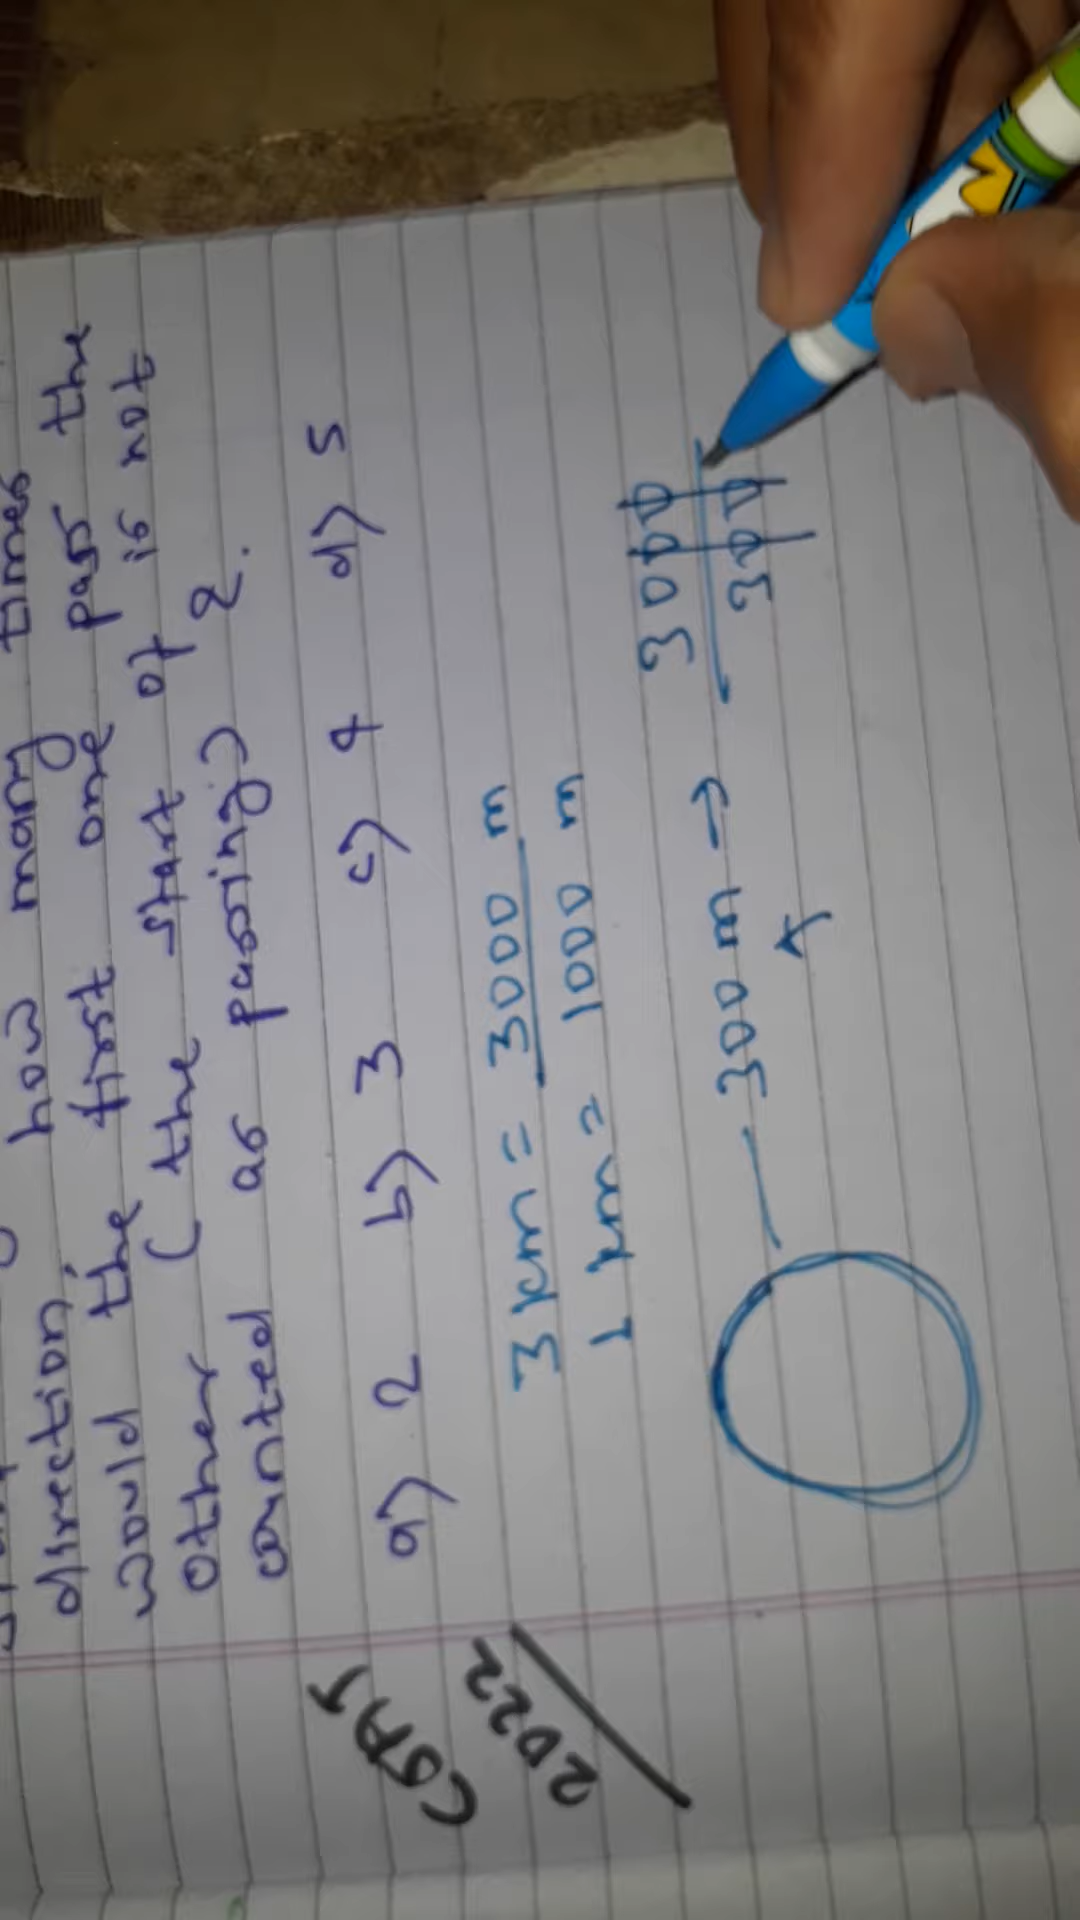 times
direction, how many
would the first one pass the
other (the start of is not
counted as passing) Q.
a) 2 b) 3 c) 4 d) 5
CSAT
2022
3 km = 3000 m
1 km = 1000 m
300 m → 3000
300